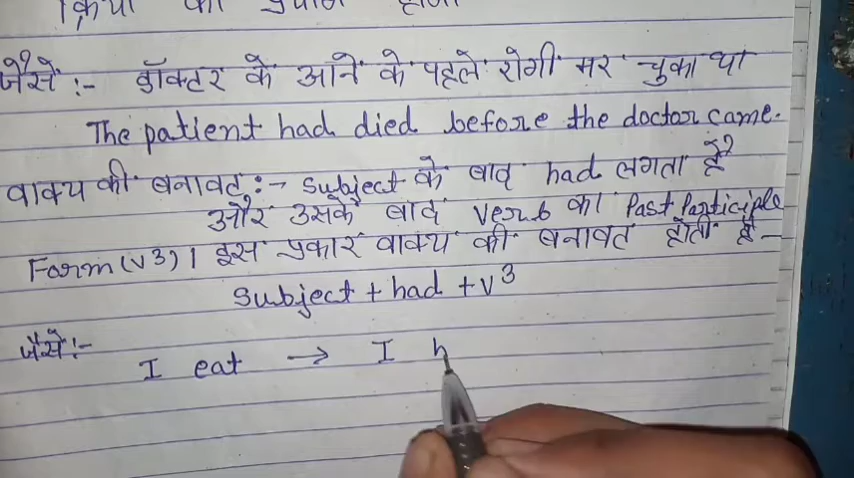 क्रिया का प्रयोग होगा
जैसे :- डॉक्टर के आने के पहले रोगी मर चुका था
The patient had died before the doctor came.
वाक्य की बनावट :- subject के बाद had लगता है
और उसके बाद verb का Past Participle
Form (v3) । इस प्रकार वाक्य की बनावट होती है -
Subject + had + v3
जैसे :-
I eat → I h